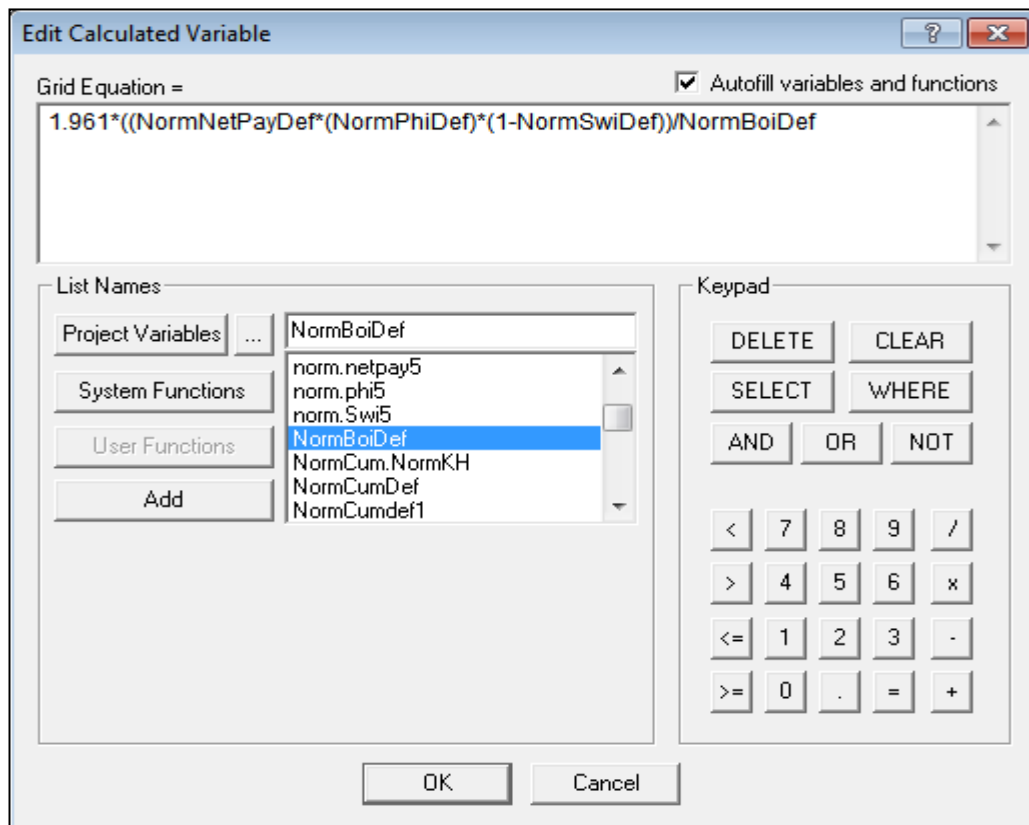 Edit Calculated Variable
?
Grid Equation =
Autofill variables and functions
1.961*((NormNetPayDef*(NormPhiDef)*(1-NormSwiDef))/NormBoiDef
List Names
Project Variables ... NormBoiDef
System Functions
User Functions
Add
norm.netpay5
norm.phi5
norm.Swi5
NormBoiDef
NormCum.NormKH
NormCumDef
NormCumdef1
Keypad
DELETE CLEAR
SELECT WHERE
AND OR NOT
< 7 8 9 /
> 4 5 6 x
<= 1 2 3 -
>= 0 . = +
OK Cancel